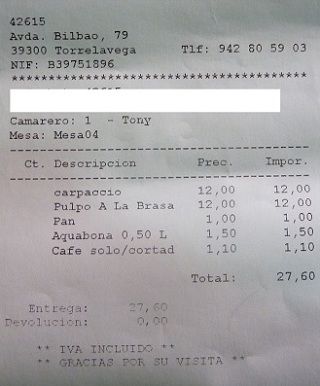 42615
Avda. Bilbao, 79
39300 Torrelavega Tlf: 942 80 59 03
NIF: B39751896
******************************************
Camarero: 1 - Tony
Mesa: Mesa04
Ct. Descripcion Prec. Impor.
carpaccio 12,00 12,00
Pulpo A La Brasa 12,00 12,00
Pan 1,00 1,00
Aquabona 0,50 L 1,50 1,50
Cafe solo/cortad 1,10 1,10
Total: 27,60
Entrega: 27,60
Devolucion: 0,00
** IVA INCLUIDO **
** GRACIAS POR SU VISITA **